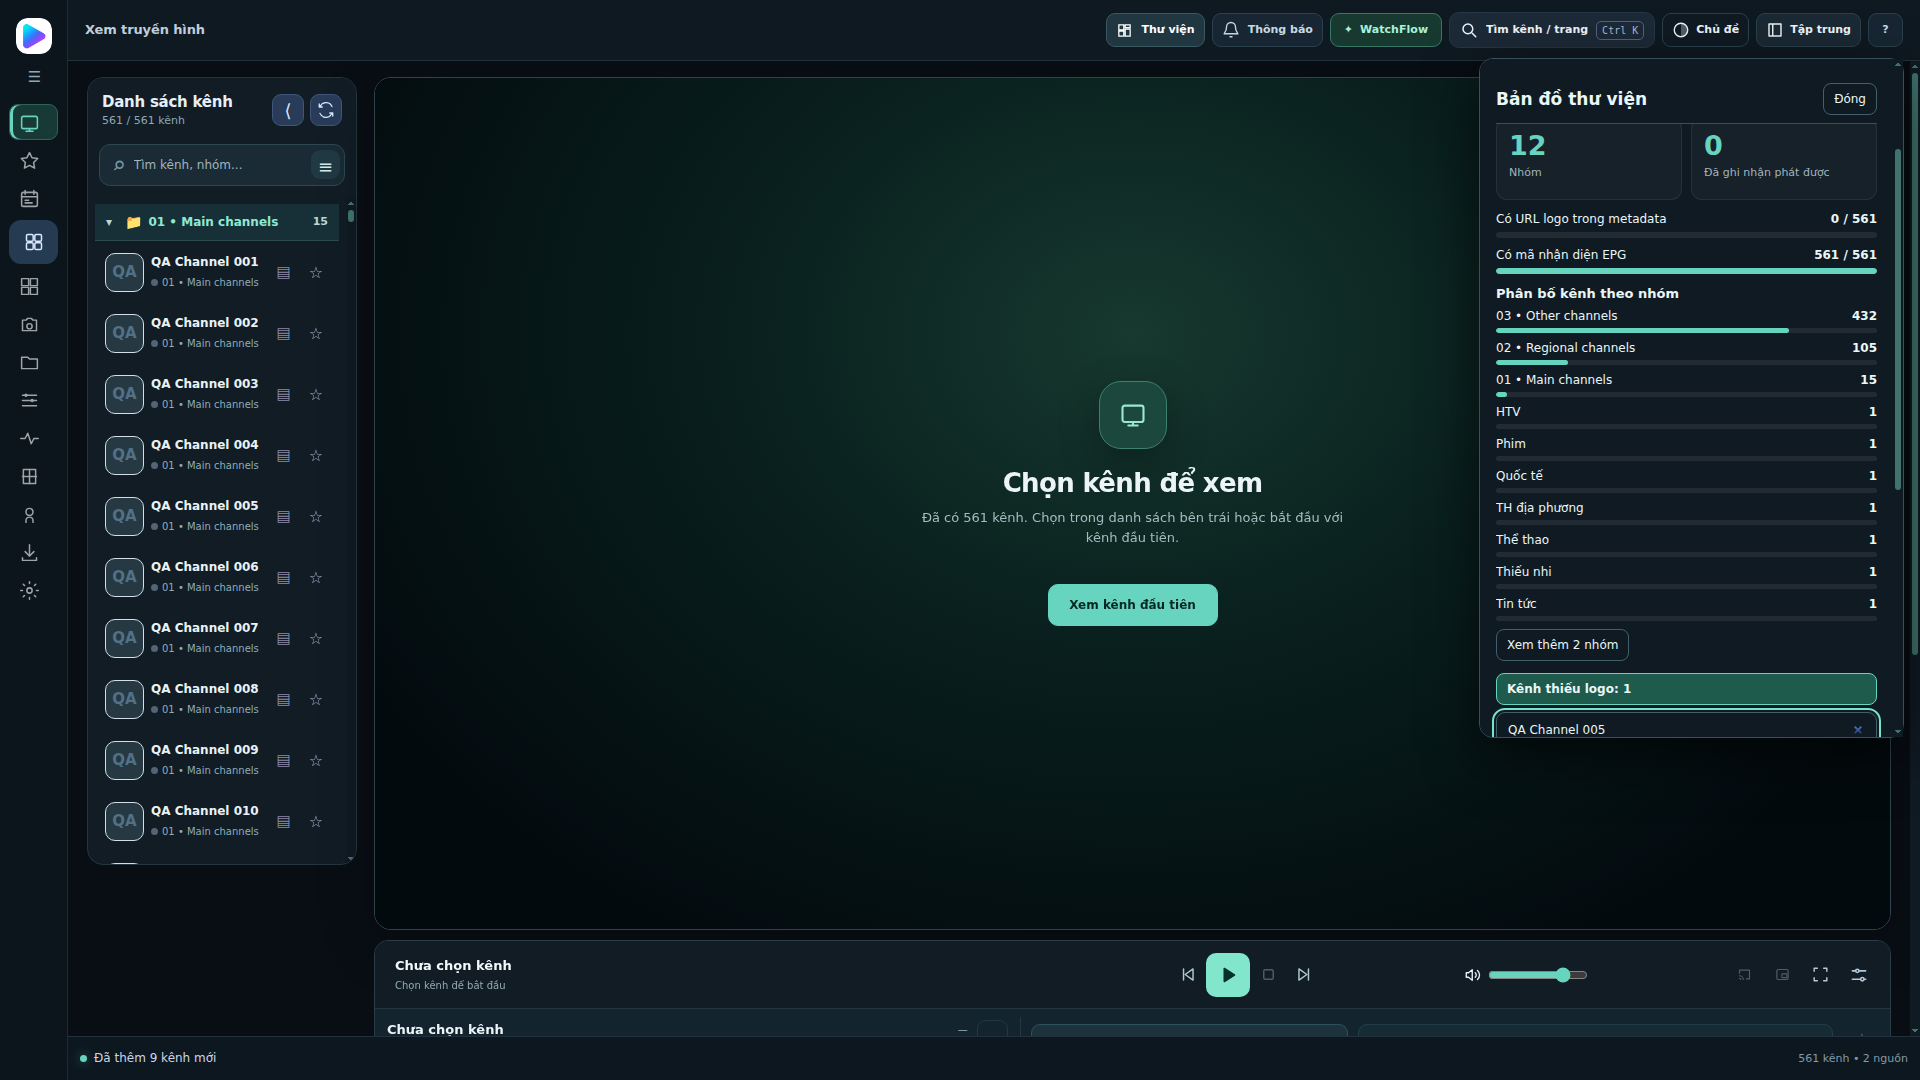 Xem truyền hình
Thư viện
Thông báo
✦ WatchFlow
Tìm kênh / trang Ctrl K
Chủ đề
Tập trung
?
Danh sách kênh
561 / 561 kênh
Tìm kênh, nhóm...
01 • Main channels 15
QA QA Channel 001
01 • Main channels
QA QA Channel 002
01 • Main channels
QA QA Channel 003
01 • Main channels
QA QA Channel 004
01 • Main channels
QA QA Channel 005
01 • Main channels
QA QA Channel 006
01 • Main channels
QA QA Channel 007
01 • Main channels
QA QA Channel 008
01 • Main channels
QA QA Channel 009
01 • Main channels
QA QA Channel 010
01 • Main channels
Chọn kênh để xem
Đã có 561 kênh. Chọn trong danh sách bên trái hoặc bắt đầu với
kênh đầu tiên.
Xem kênh đầu tiên
Bản đồ thư viện
Đóng
12
Nhóm
0
Đã ghi nhận phát được
Có URL logo trong metadata 0 / 561
Có mã nhận diện EPG 561 / 561
Phân bố kênh theo nhóm
03 • Other channels 432
02 • Regional channels 105
01 • Main channels 15
HTV 1
Phim 1
Quốc tế 1
TH địa phương 1
Thể thao 1
Thiếu nhi 1
Tin tức 1
Xem thêm 2 nhóm
Kênh thiếu logo: 1
QA Channel 005
Chưa chọn kênh
Chọn kênh để bắt đầu
Chưa chọn kênh
Đã thêm 9 kênh mới
561 kênh • 2 nguồn